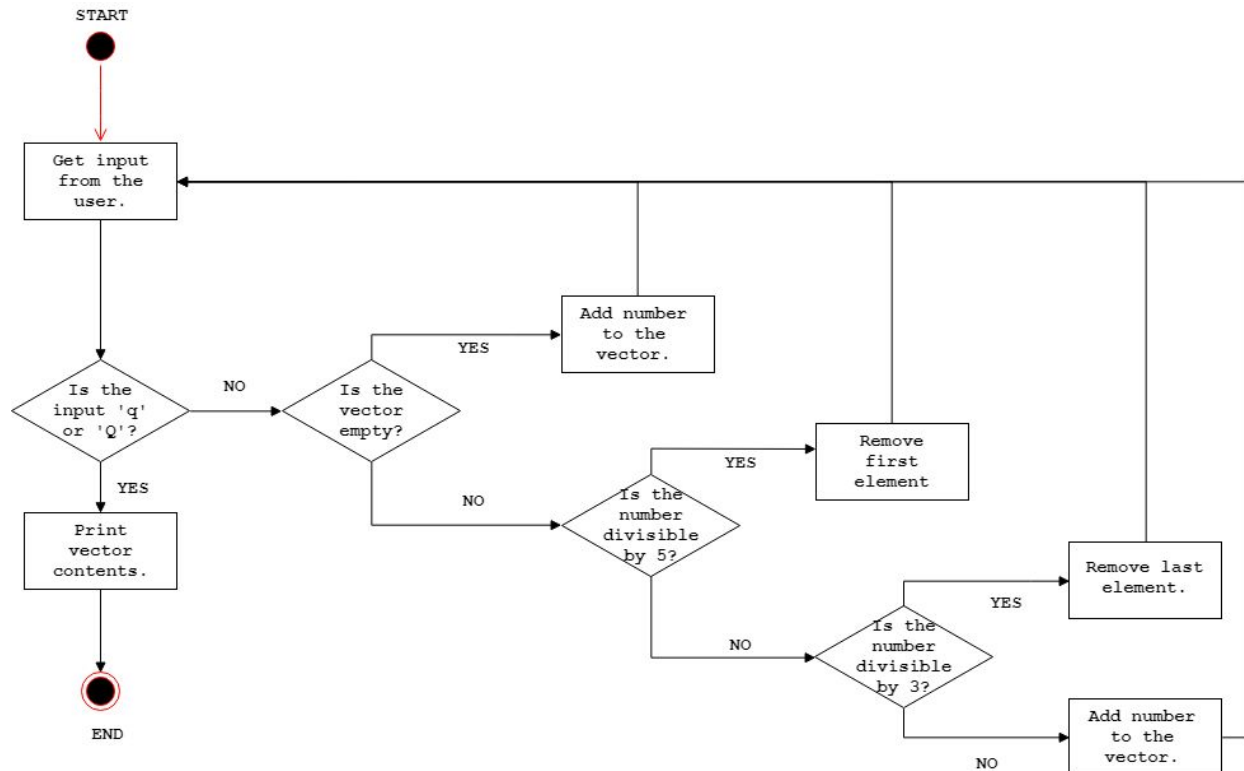 START
Get input
from the
user.
Add number
to the
vector.
YES
Is the
input 'q'
or 'Q'?
NO
Is the
vector
empty?
Remove
first
element
YES
YES
NO
Is the
number
divisible
by 5?
Print
vector
contents.
Remove last
element.
YES
NO
Is the
number
divisible
by 3?
Add number
to the
vector.
NO
END